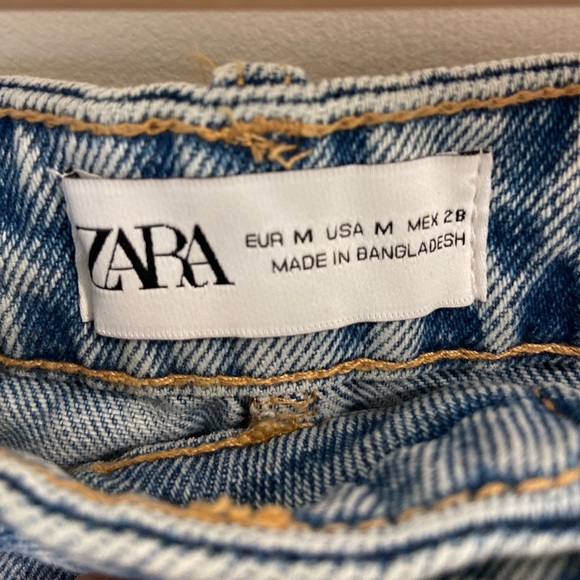 ZARA
EUR M USA M MEX 28
MADE IN BANGLADESH